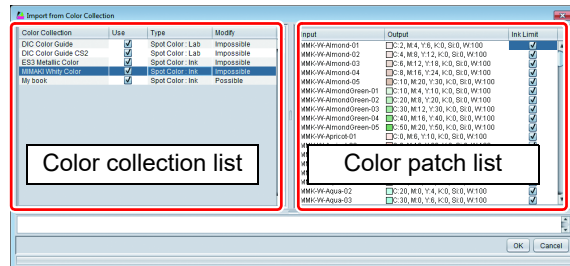 Import from Color Collection
Color Collection Use Type Modify
DIC Color Guide Spot Color : Lab Impossible
DIC Color Guide CS2 Spot Color : Lab Impossible
ES3 Metallic Color Spot Color : Ink Impossible
MIMAKI Whity Color Spot Color : Ink Impossible
My book Spot Color : Ink Possible
Color collection list
Input Output Ink Limit
MMK-W-Almond-01 C:2, M:4, Y:6, K:0, Si:0, W:100
MMK-W-Almond-02 C:4, M:8, Y:12, K:0, Si:0, W:100
MMK-W-Almond-03 C:6, M:12, Y:18, K:0, Si:0, W:100
MMK-W-Almond-04 C:8, M:16, Y:24, K:0, Si:0, W:100
MMK-W-Almond-05 C:10, M:20, Y:30, K:0, Si:0, W:100
MMK-W-AlmondGreen-01 C:10, M:4, Y:10, K:0, Si:0, W:100
MMK-W-AlmondGreen-02 C:20, M:8, Y:20, K:0, Si:0, W:100
MMK-W-AlmondGreen-03 C:30, M:12, Y:30, K:0, Si:0, W:100
MMK-W-AlmondGreen-04 C:40, M:16, Y:40, K:0, Si:0, W:100
MMK-W-AlmondGreen-05 C:50, M:20, Y:50, K:0, Si:0, W:100
MMK-W-Apricot-01 C:0, M:6, Y:10, K:0, Si:0, W:100
Color patch list
MMK-W-Aqua-02 C:20, M:0, Y:4, K:0, Si:0, W:100
MMK-W-Aqua-03 C:30, M:0, Y:6, K:0, Si:0, W:100
OK Cancel